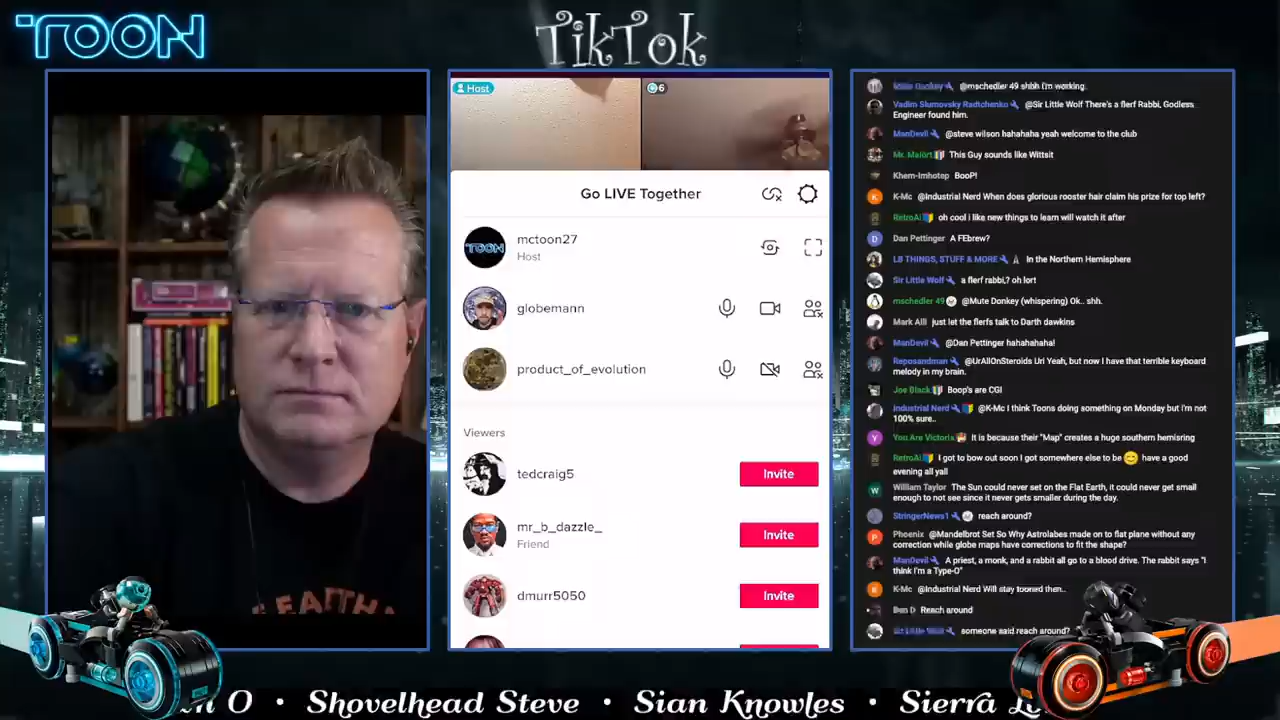 TOON
TikTok
Host
6
Go LIVE Together
TOON
mctoon27
Host
globemann
product_of_evolution
Viewers
tedcraig5
Invite
mr_b_dazzle_
Friend
Invite
dmurr5050
Invite
@mschedler 49 shhh I'm working.
Vadim Slumovsky Radtchenko @Sir Little Wolf There's a flerf Rabbi, Godless
Engineer found him.
ManDevil @steve wilson hahahaha yeah welcome to the club
Mr. Malört This Guy sounds like Wittsit
Khem-Imhotep BooP!
K-Mc @Industrial Nerd When does glorious rooster hair claim his prize for top left?
RetroAl oh cool i like new things to learn will watch it after
Dan Pettinger A FEbrew?
LB THINGS, STUFF & MORE In the Northern Hemisphere
Sir Little Wolf a flerf rabbi,? oh lort
mschedler 49 @Mute Donkey (whispering) Ok.. shh.
Mark Alli just let the flerfs talk to Darth dawkins
ManDevil @Dan Pettinger hahahaha!
Reposandman @UrAllOnSteroids Uri Yeah, but now I have that terrible keyboard
melody in my brain.
Joe Black Boop's are CGI
Industrial Nerd @K-Mc I think Toons doing something on Monday but i'm not
100% sure..
You Are Victoria It is because their "Map" creates a huge southern hemisring
RetroAl I got to bow out soon I got somewhere else to be 😊 have a good
evening all yall
William Taylor The Sun could never set on the Flat Earth, it could never get small
enough to not see since it never gets smaller during the day.
StringerNews1 reach around?
Phoenix @Mandelbrot Set So Why Astrolabes made on to flat plane without any
correction while globe maps have corrections to fit the shape?
ManDevil A priest, a monk, and a rabbit all go to a blood drive. The rabbit says "I
think I'm a Type-O"
K-Mc @Industrial Nerd Will stay tooned then..
Ben D Reach around
Sir Little Wolf someone said reach around?
O • Shovelhead Steve • Sian Knowles • Sierra